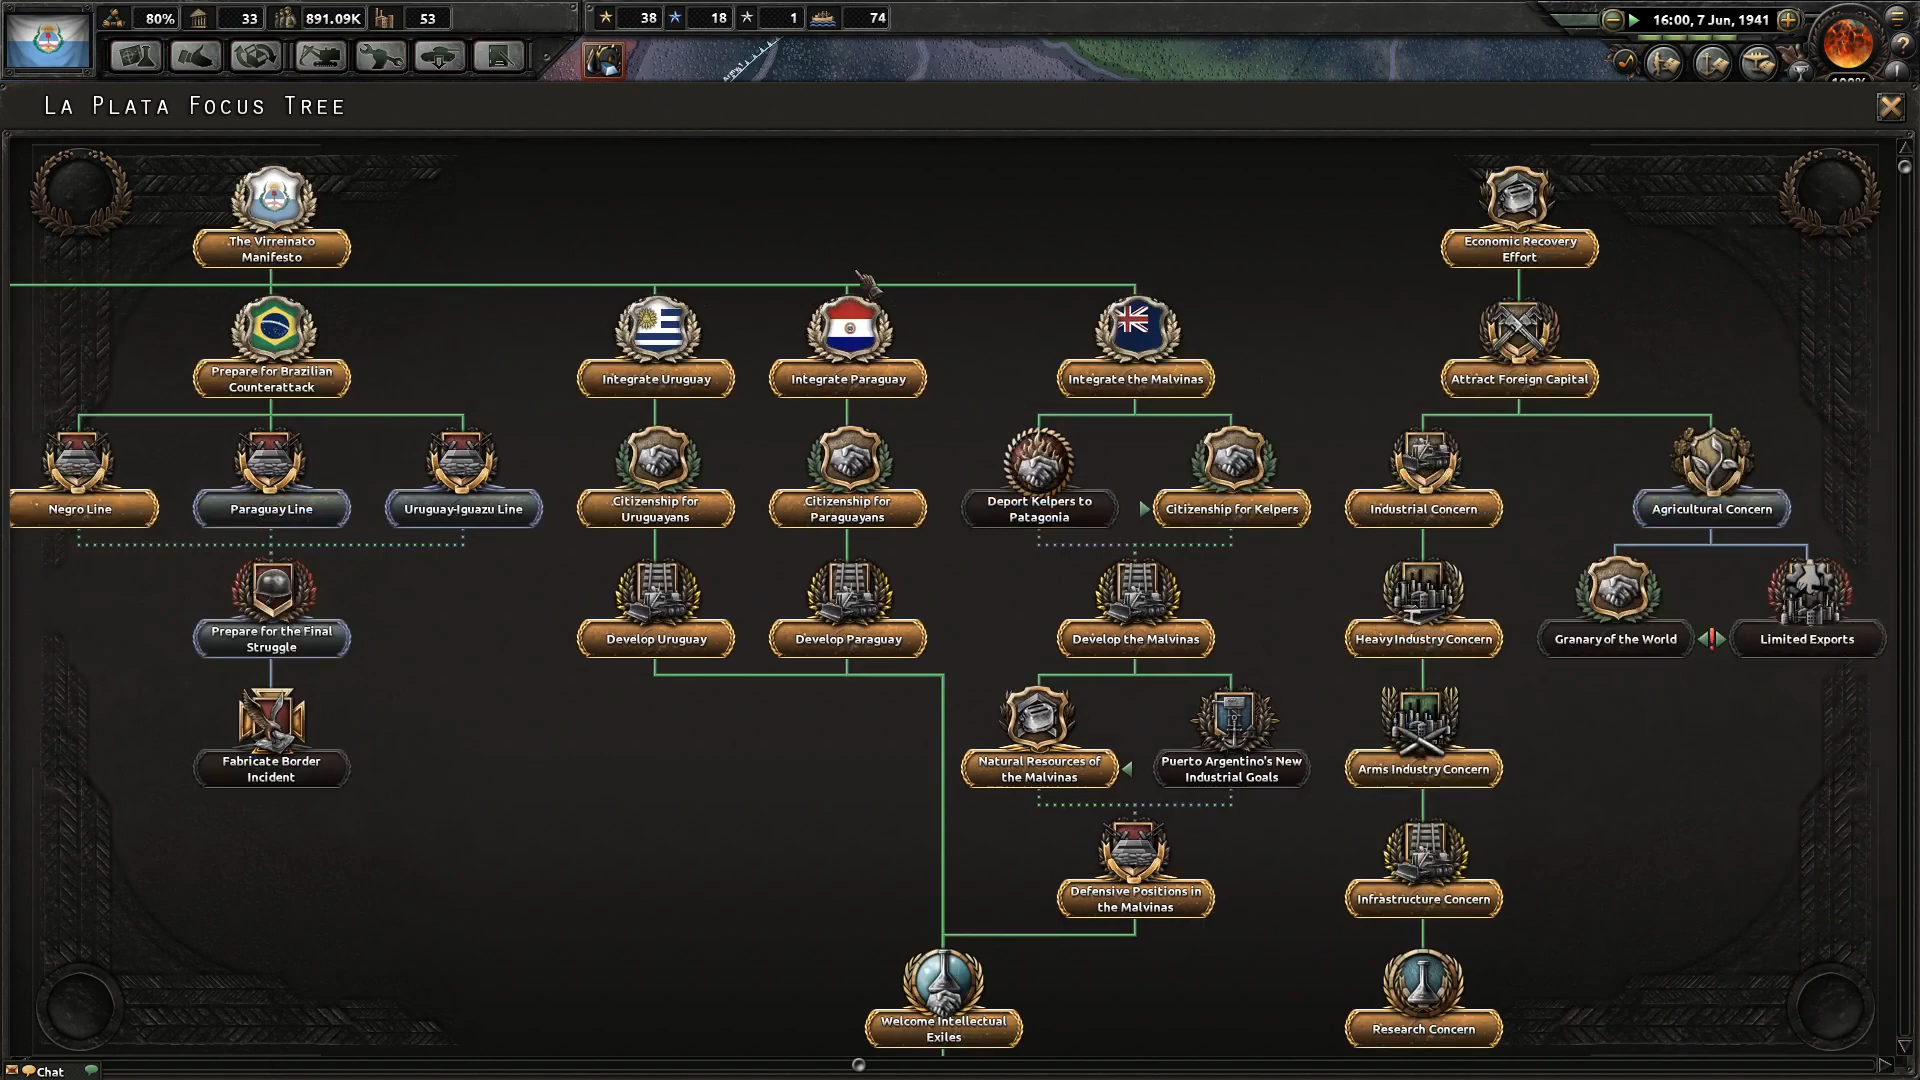 80% 33 891.09K 53 38 18 1 74 16:00, 7 Jun, 1941
La Plata Focus Tree
The Virreinato
Manifesto
Economic Recovery
Effort
Prepare for Brazilian
Counterattack
Integrate Uruguay
Integrate Paraguay
Integrate the Malvinas
Attract Foreign Capital
Negro Line
Paraguay Line
Uruguay-Iguazu Line
Citizenship for
Uruguayans
Citizenship for
Paraguayans
Deport Kelpers to
Patagonia
Citizenship for Kelpers
Industrial Concern
Agricultural Concern
Prepare for the Final
Struggle
Develop Uruguay
Develop Paraguay
Develop the Malvinas
Heavy Industry Concern
Granary of the World
Limited Exports
Fabricate Border
Incident
Natural Resources of
the Malvinas
Puerto Argentino's New
Industrial Goals
Arms Industry Concern
Defensive Positions in
the Malvinas
Infrastructure Concern
Welcome Intellectual
Exiles
Research Concern
Chat